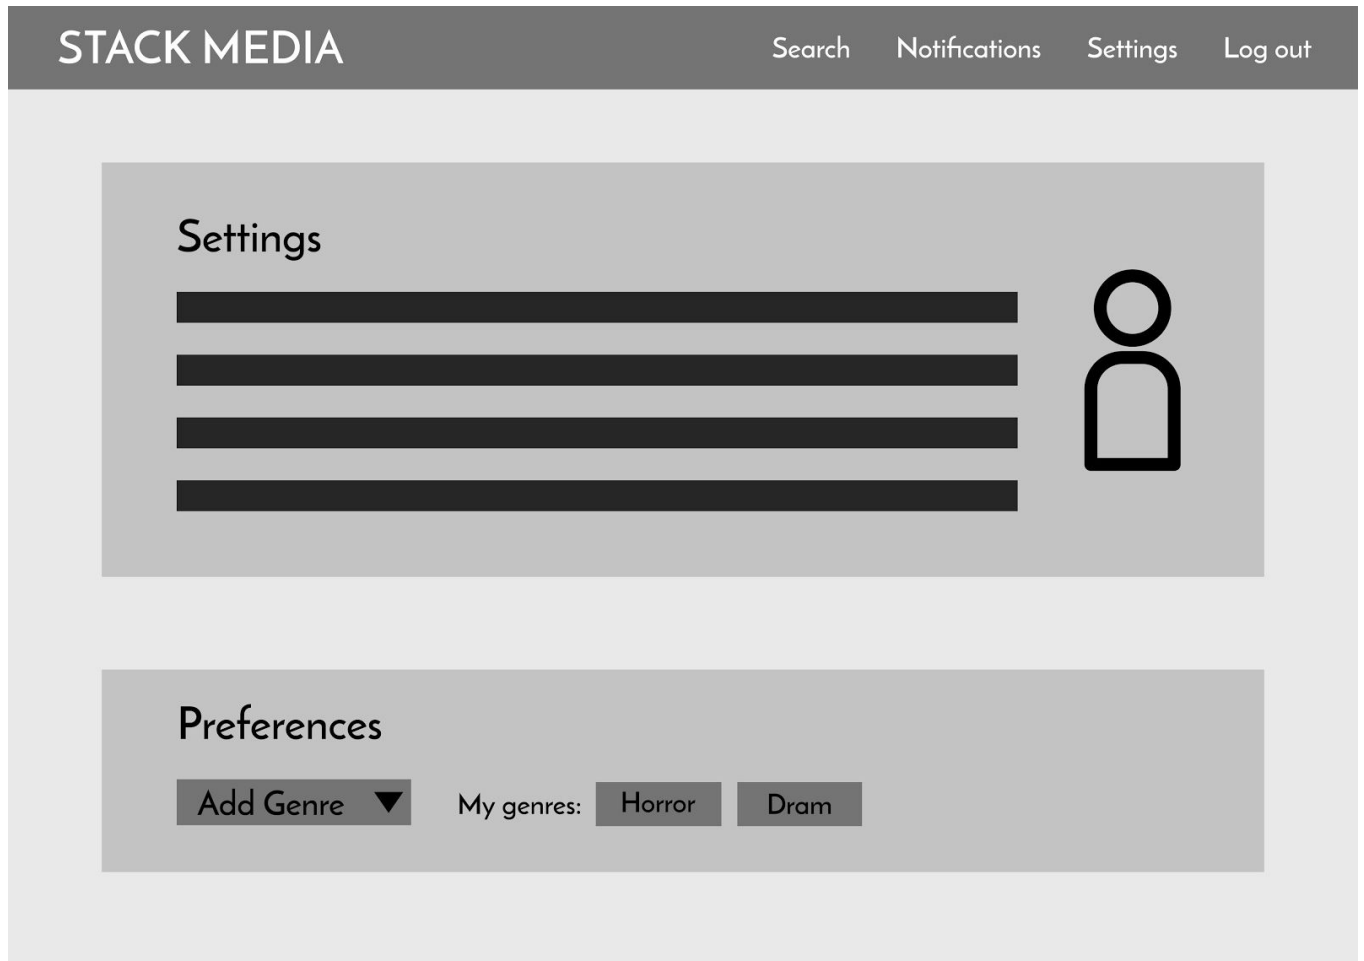 STACK MEDIA Search Notifications Settings Log out
Settings
Preferences
Add Genre My genres: Horror Dram